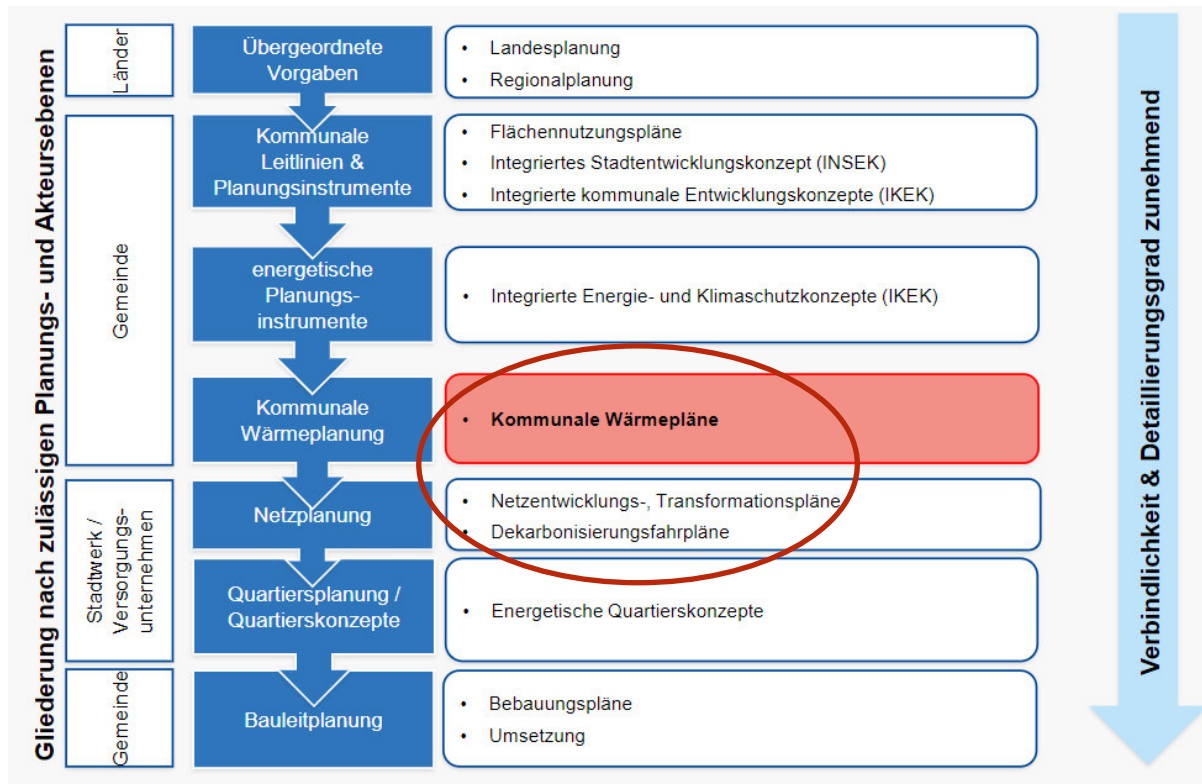 Gliederung nach zulässigen Planungs- und Akteursebenen
Länder
Übergeordnete
Vorgaben
• Landesplanung
• Regionalplanung
Gemeinde
Kommunale
Leitlinien &
Planungsinstrumente
• Flächennutzungspläne
• Integriertes Stadtentwicklungskonzept (INSEK)
• Integrierte kommunale Entwicklungskonzepte (IKEK)
energetische
Planungs-
instrumente
• Integrierte Energie- und Klimaschutzkonzepte (IKEK)
Kommunale
Wärmeplanung
• Kommunale Wärmepläne
Stadtwerk /
Versorgungs-
unternehmen
Netzplanung
• Netzentwicklungs-, Transformationspläne
• Dekarbonisierungsfahrpläne
Quartiersplanung /
Quartierskonzepte
• Energetische Quartierskonzepte
Gemeinde
Bauleitplanung
• Bebauungspläne
• Umsetzung
Verbindlichkeit & Detaillierungsgrad zunehmend